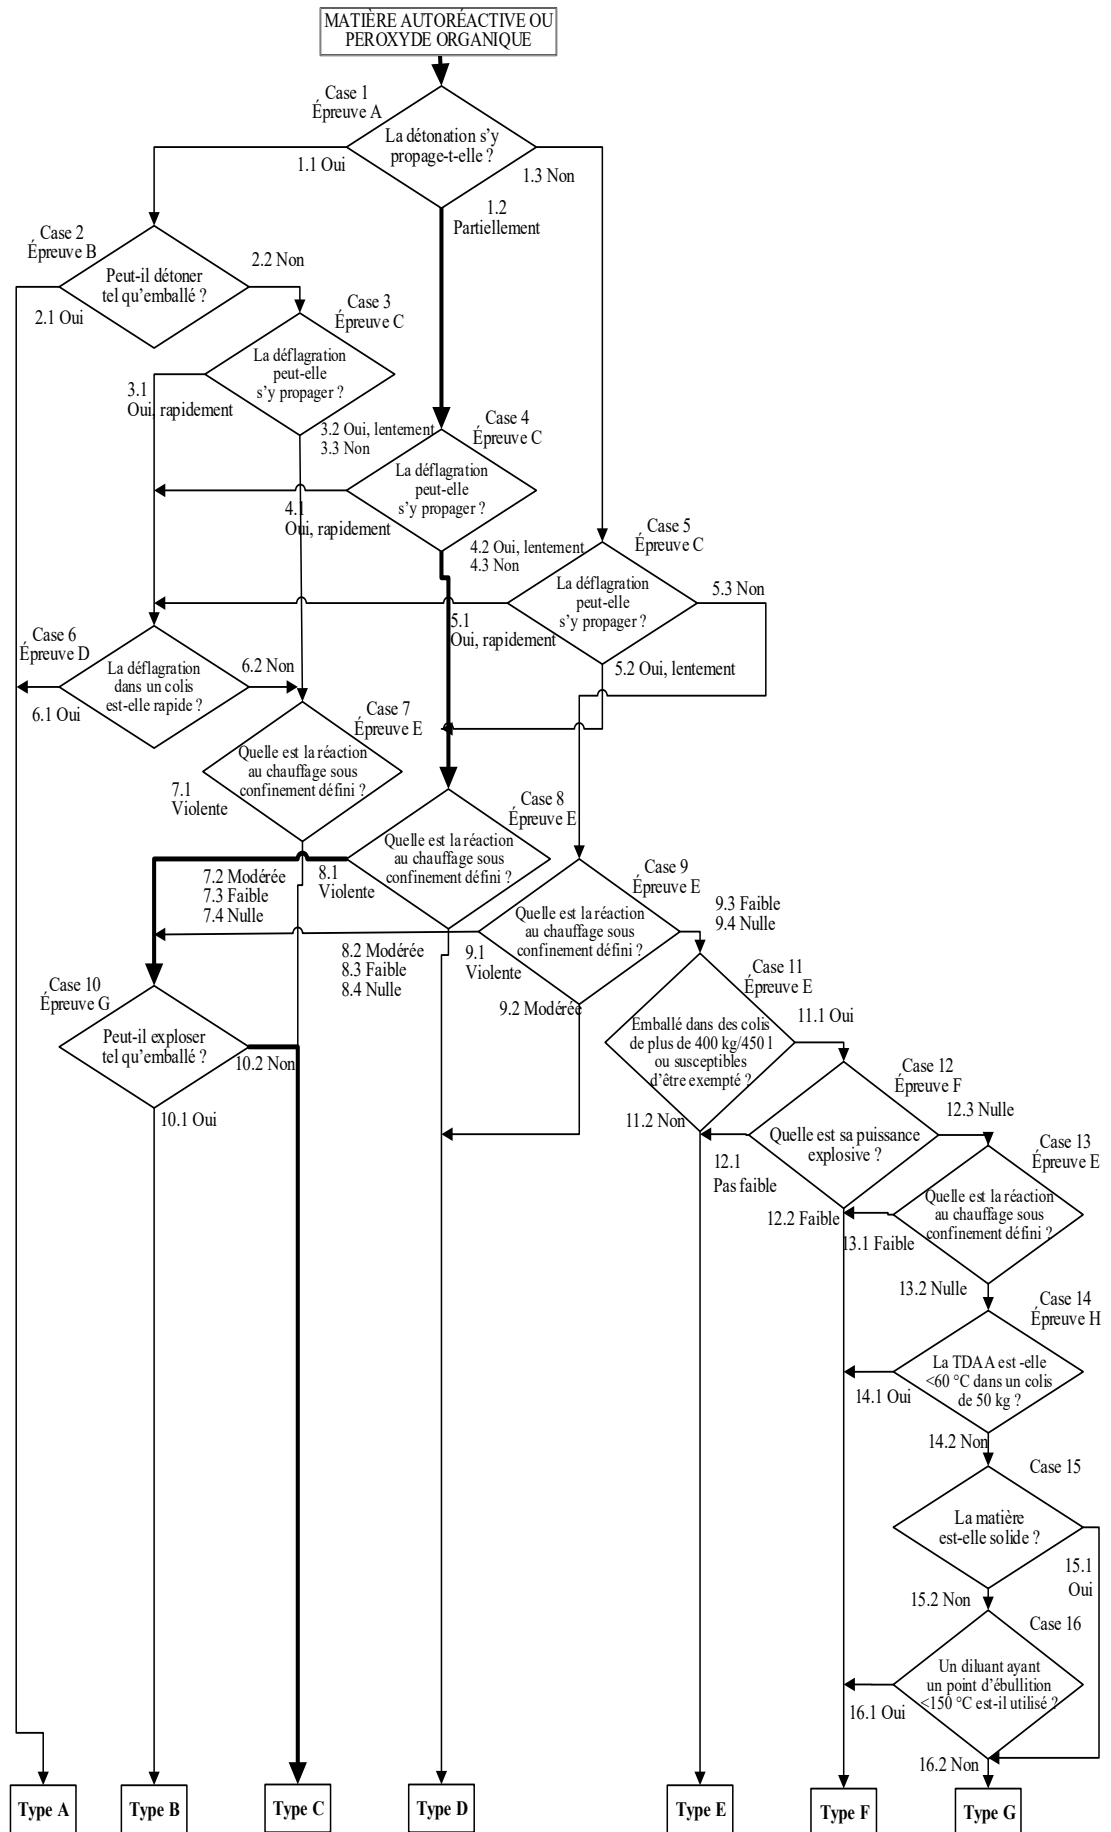 MATIÈRE AUTORÉACTIVE OU
PEROXYDE ORGANIQUE
Case 1
Épreuve A
La détonation s’y
propage-t-elle ?
1.1 Oui
1.3 Non
1.2
Partiellement
Case 2
Épreuve B
Peut-il détoner
tel qu’emballé ?
2.2 Non
2.1 Oui
Case 3
Épreuve C
La déflagration
peut-elle
s’y propager ?
3.1
Oui, rapidement
3.2 Oui, lentement
3.3 Non
Case 4
Épreuve C
La déflagration
peut-elle
s’y propager ?
4.1
Oui, rapidement
4.2 Oui, lentement
4.3 Non
Case 5
Épreuve C
La déflagration
peut-elle
s’y propager ?
5.3 Non
5.1
Oui, rapidement
5.2 Oui, lentement
Case 6
Épreuve D
La déflagration
dans un colis
est-elle rapide ?
6.2 Non
6.1 Oui
Case 7
Épreuve E
Quelle est la réaction
au chauffage sous
confinement défini ?
7.1
Violente
7.2 Modérée
7.3 Faible
7.4 Nulle
Case 8
Épreuve E
Quelle est la réaction
au chauffage sous
confinement défini ?
8.1
Violente
8.2 Modérée
8.3 Faible
8.4 Nulle
Case 9
Épreuve E
Quelle est la réaction
au chauffage sous
confinement défini ?
9.3 Faible
9.4 Nulle
9.1
Violente
9.2 Modérée
Case 10
Épreuve G
Peut-il exploser
tel qu’emballé ?
10.2 Non
10.1 Oui
Case 11
Épreuve E
Emballé dans des colis
de plus de 400 kg/450 l
ou susceptibles
d’être exempté ?
11.1 Oui
11.2 Non
Case 12
Épreuve F
Quelle est sa puissance
explosive ?
12.3 Nulle
12.1
Pas faible
12.2 Faible
Case 13
Épreuve E
Quelle est la réaction
au chauffage sous
confinement défini ?
13.1 Faible
13.2 Nulle
Case 14
Épreuve H
La TDAA est -elle
<60 °C dans un colis
de 50 kg ?
14.1 Oui
14.2 Non
Case 15
La matière
est-elle solide ?
15.1
Oui
15.2 Non
Case 16
Un diluant ayant
un point d’ébullition
<150 °C est-il utilisé ?
16.1 Oui
16.2 Non
Type A
Type B
Type C
Type D
Type E
Type F
Type G